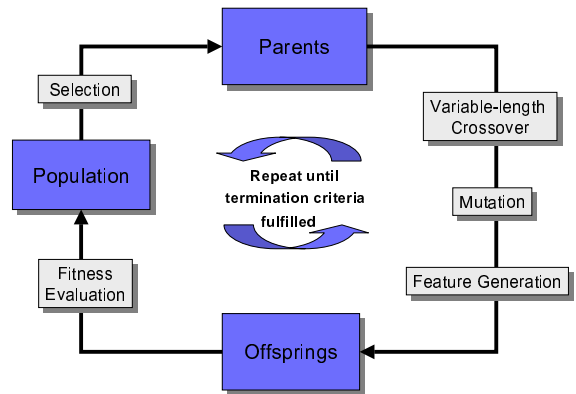 Parents
Selection
Variable-length
Crossover
Population
Repeat until
termination criteria
fulfilled
Mutation
Fitness
Evaluation
Feature Generation
Offsprings